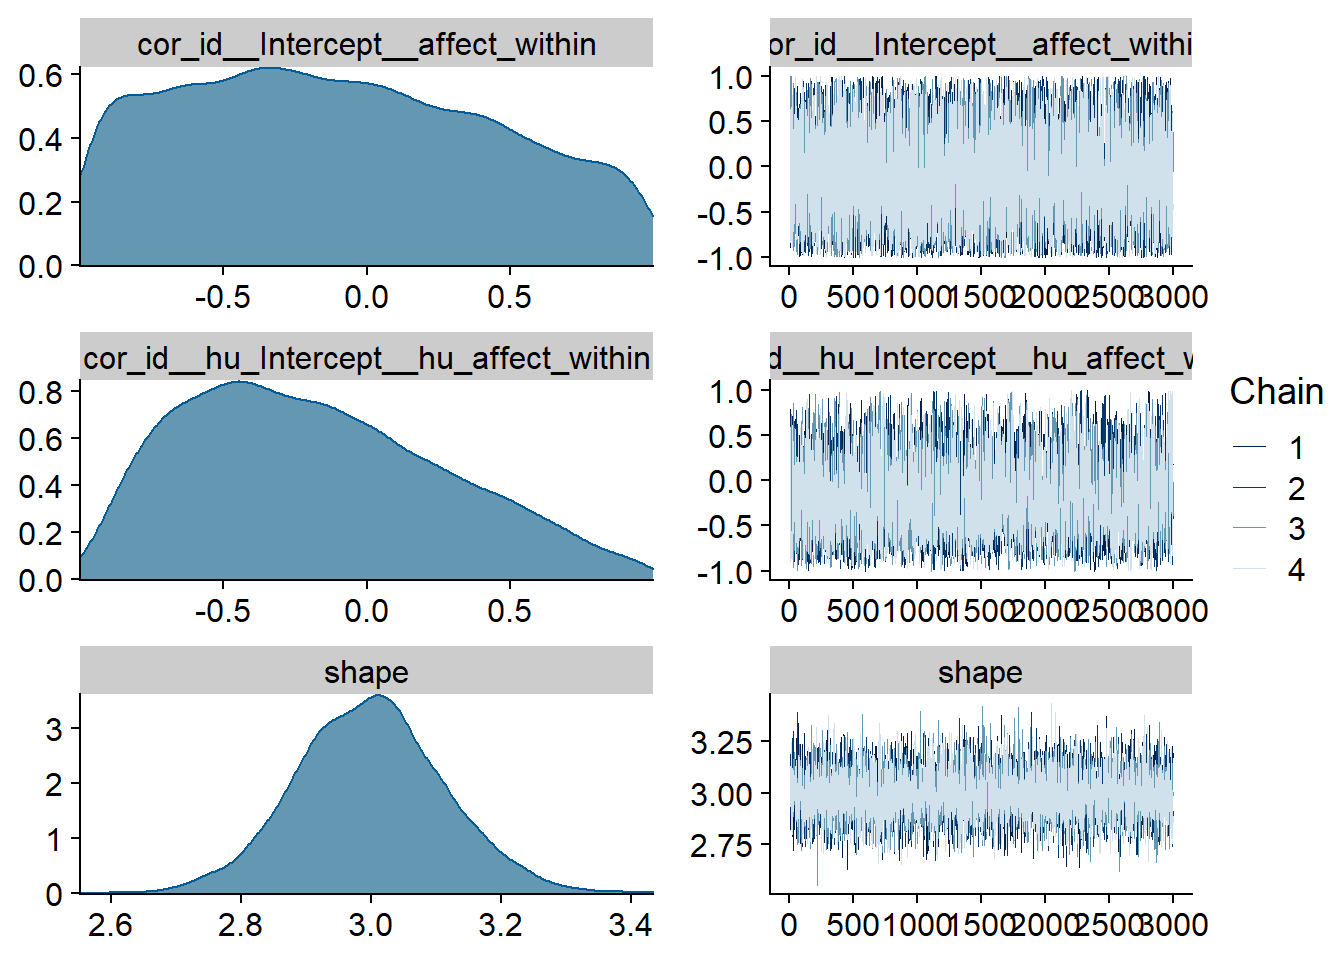 cor_id__Intercept__affect_within
or_id__Intercept__affect_withi
0.6
0.4
0.2
0.0
-0.5 0.0 0.5
1.0
0.5
0.0
-0.5
-1.0
0 500 1000 1500 2000 2500 3000
cor_id__hu_Intercept__hu_affect_within
d__hu_Intercept__hu_affect_w
0.8
0.6
0.4
0.2
0.0
-0.5 0.0 0.5
1.0
0.5
0.0
-0.5
-1.0
0 500 1000 1500 2000 2500 3000
Chain
1
2
3
4
shape
shape
3
2
1
0
2.6 2.8 3.0 3.2 3.4
3.25
3.00
2.75
0 500 1000 1500 2000 2500 3000